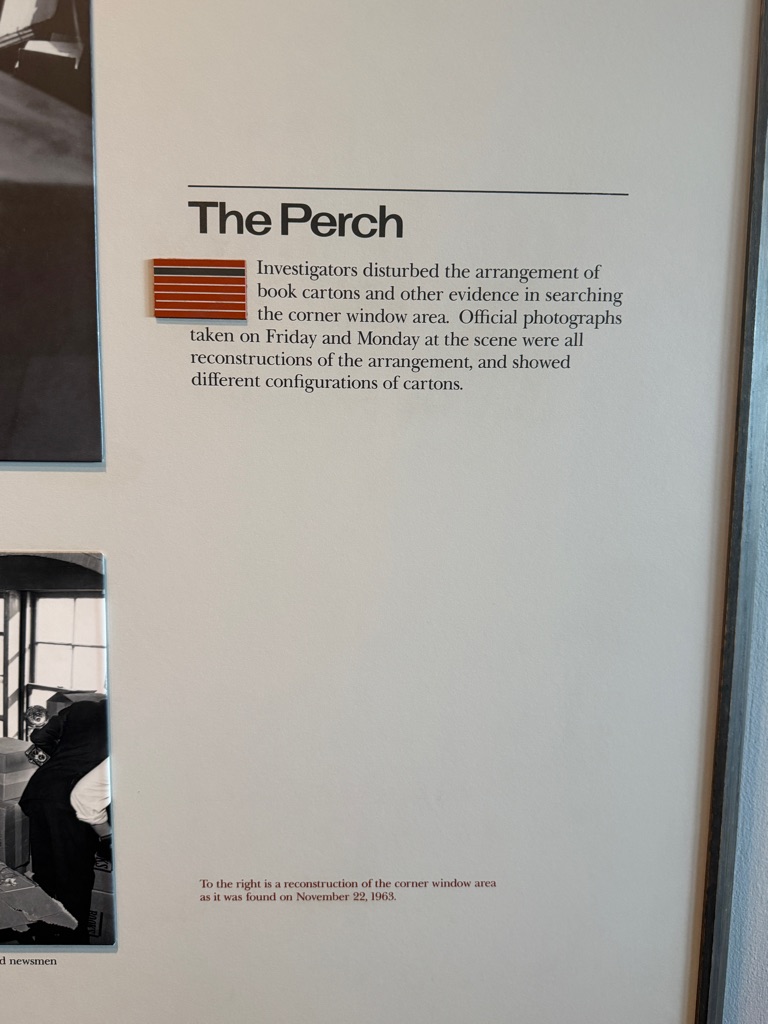 The Perch
Investigators disturbed the arrangement of
book cartons and other evidence in searching
the corner window area. Official photographs
taken on Friday and Monday at the scene were all
reconstructions of the arrangement, and showed
different configurations of cartons.
To the right is a reconstruction of the corner window area
as it was found on November 22, 1963.
newsmen